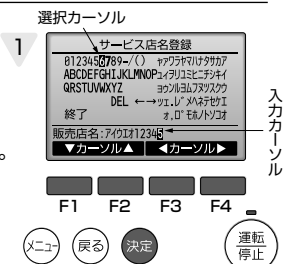 選択カーソル
1
サービス店名登録
0123456789-/() ヤァワラヤマハナタサカア
ABCDEFGHIJKLMNOPュィヲリユミヒニチシキイ
QRSTUVWXYZ ョゥンルヨムフヌツスクウ
DEL ←→ッェ.レ゛メヘネテセケエ
終了 ォ.ロ゜モホノトソコオ
販売店名:アイウエオ12345
▼カーソル▲ ◀カーソル▶
入力カーソル
。
F1 F2 F3 F4
メニュー 戻る 決定 運転
停止